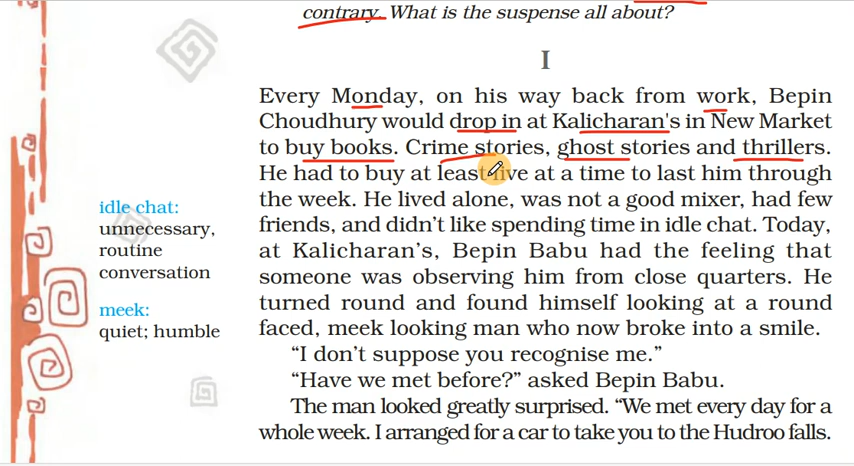 contrary. What is the suspense all about?
I
Every Monday, on his way back from work, Bepin
Choudhury would drop in at Kalicharan's in New Market
to buy books. Crime stories, ghost stories and thrillers.
He had to buy at least five at a time to last him through
the week. He lived alone, was not a good mixer, had few
friends, and didn't like spending time in idle chat. Today,
at Kalicharan's, Bepin Babu had the feeling that
someone was observing him from close quarters. He
turned round and found himself looking at a round
faced, meek looking man who now broke into a smile.
“I don't suppose you recognise me.”
“Have we met before?” asked Bepin Babu.
The man looked greatly surprised. “We met every day for a
whole week. I arranged for a car to take you to the Hudroo falls.
idle chat:
unnecessary,
routine
conversation
meek:
quiet; humble